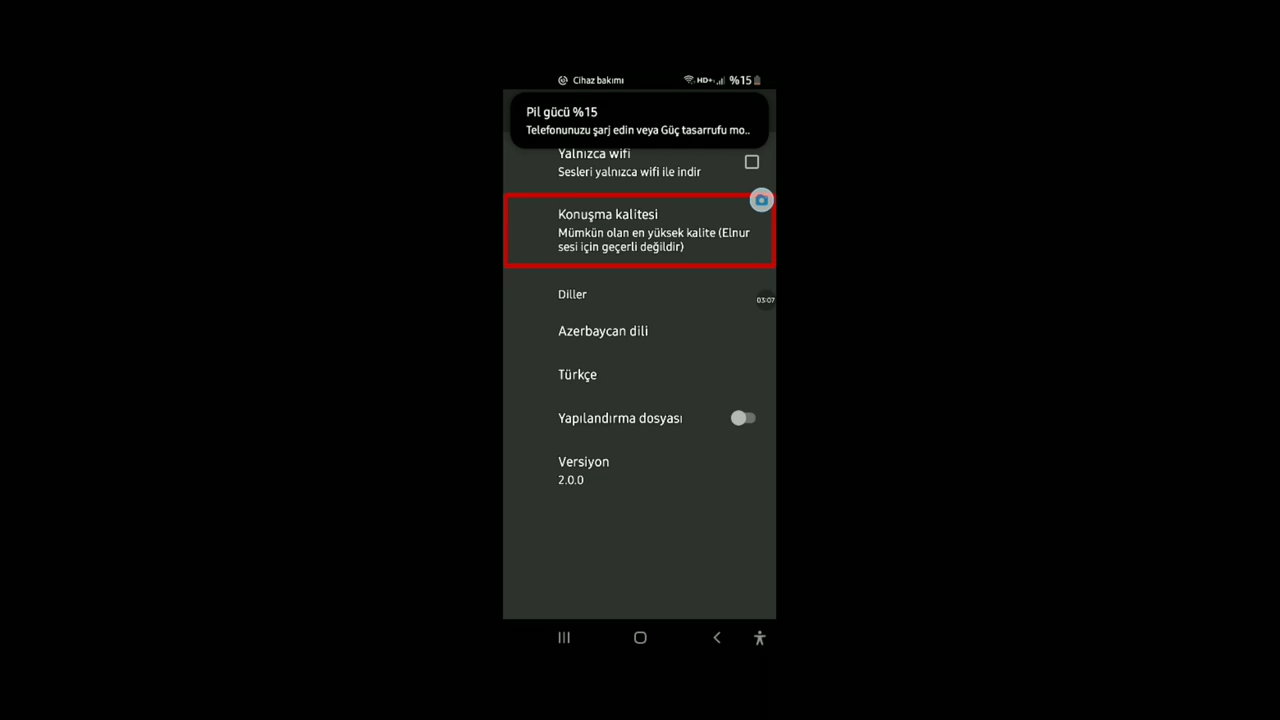 Cihaz bakımı HD+ %15
Pil gücü %15
Telefonunuzu şarj edin veya Güç tasarrufu mo..
Yalnızca wifi
Sesleri yalnızca wifi ile indir
Konuşma kalitesi
Mümkün olan en yüksek kalite (Elnur
sesi için geçerli değildir)
Diller
03:07
Azerbaycan dili
Türkçe
Yapılandırma dosyası
Versiyon
2.0.0